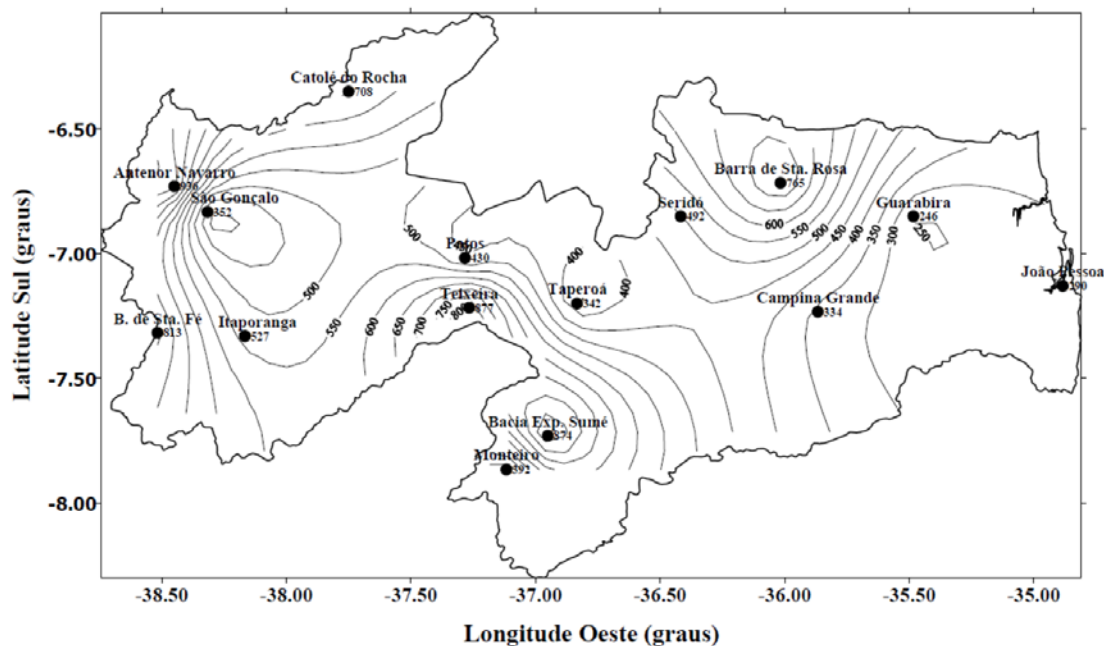 Latitude Sul (graus)
-6.50
-7.00
-7.50
-8.00
Catolé do Rocha
708
Antenor Navarro
936
São Gonçalo
352
Barra de Sta. Rosa
765
Seridó
492
Guarabira
246
600
550
500
450
400
350
300
250
500
Patos
430
400
João Pessoa
290
500
Teixeira
877
Taperoá
342
400
Campina Grande
334
B. de Sta. Fé
813
Itaporanga
527
550
600
650
700
750
Bacia Exp. Sumé
874
Monteiro
-38.50
-38.00
-37.50
-37.00
-36.50
-36.00
-35.50
-35.00
Longitude Oeste (graus)